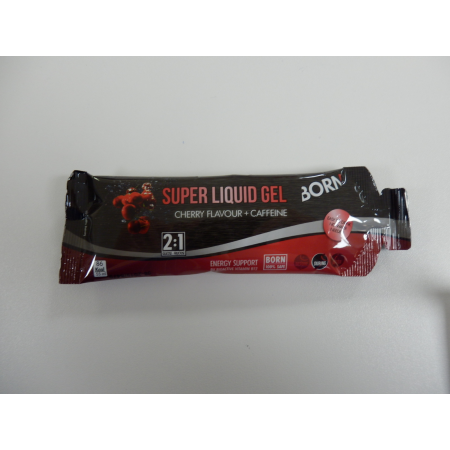 SUPER LIQUID GEL
BORN
CHERRY FLAVOUR + CAFFEINE
2:1
ENERGY SUPPORT
BORN